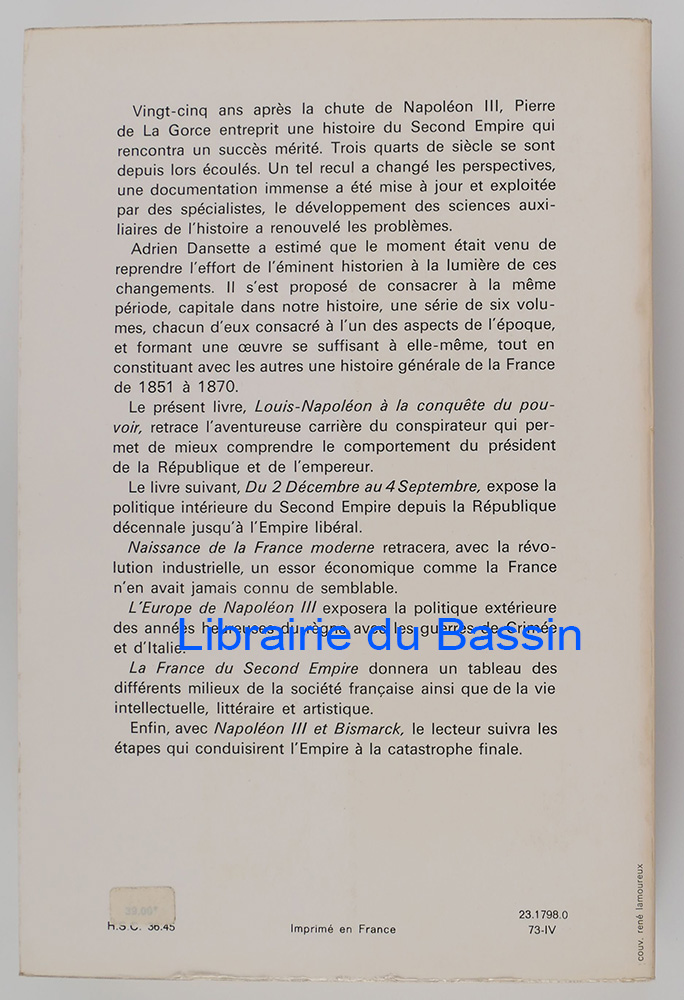 Vingt-cinq ans après la chute de Napoléon III, Pierre
de La Gorce entreprit une histoire du Second Empire qui
rencontra un succès mérité. Trois quarts de siècle se sont
depuis lors écoulés. Un tel recul a changé les perspectives,
une documentation immense a été mise à jour et exploitée
par des spécialistes, le développement des sciences auxi-
liaires de l'histoire a renouvelé les problèmes.
Adrien Dansette a estimé que le moment était venu de
reprendre l'effort de l'éminent historien à la lumière de ces
changements. Il s'est proposé de consacrer à la même
période, capitale dans notre histoire, une série de six volu-
mes, chacun d'eux consacré à l'un des aspects de l'époque,
et formant une œuvre se suffisant à elle-même, tout en
constituant avec les autres une histoire générale de la France
de 1851 à 1870.
Le présent livre, Louis-Napoléon à la conquête du pou-
voir, retrace l'aventureuse carrière du conspirateur qui per-
met de mieux comprendre le comportement du président
de la République et de l'empereur.
Le livre suivant, Du 2 Décembre au 4 Septembre, expose la
politique intérieure du Second Empire depuis la République
décennale jusqu'à l'Empire libéral.
Naissance de la France moderne retracera, avec la révo-
lution industrielle, un essor économique comme la France
n'en avait jamais connu de semblable.
L'Europe de Napoléon III exposera la politique extérieure
des années heureuses du règne avec les guerres de Crimée
et d'Italie.
Librairie du Bassin
La France du Second Empire donnera un tableau des
différents milieux de la société française ainsi que de la vie
intellectuelle, littéraire et artistique.
Enfin, avec Napoléon III et Bismarck, le lecteur suivra les
étapes qui conduisirent l'Empire à la catastrophe finale.
H.S.C. 36.45
Imprimé en France
23.1798.0
73-IV
couv. rené lamoureux